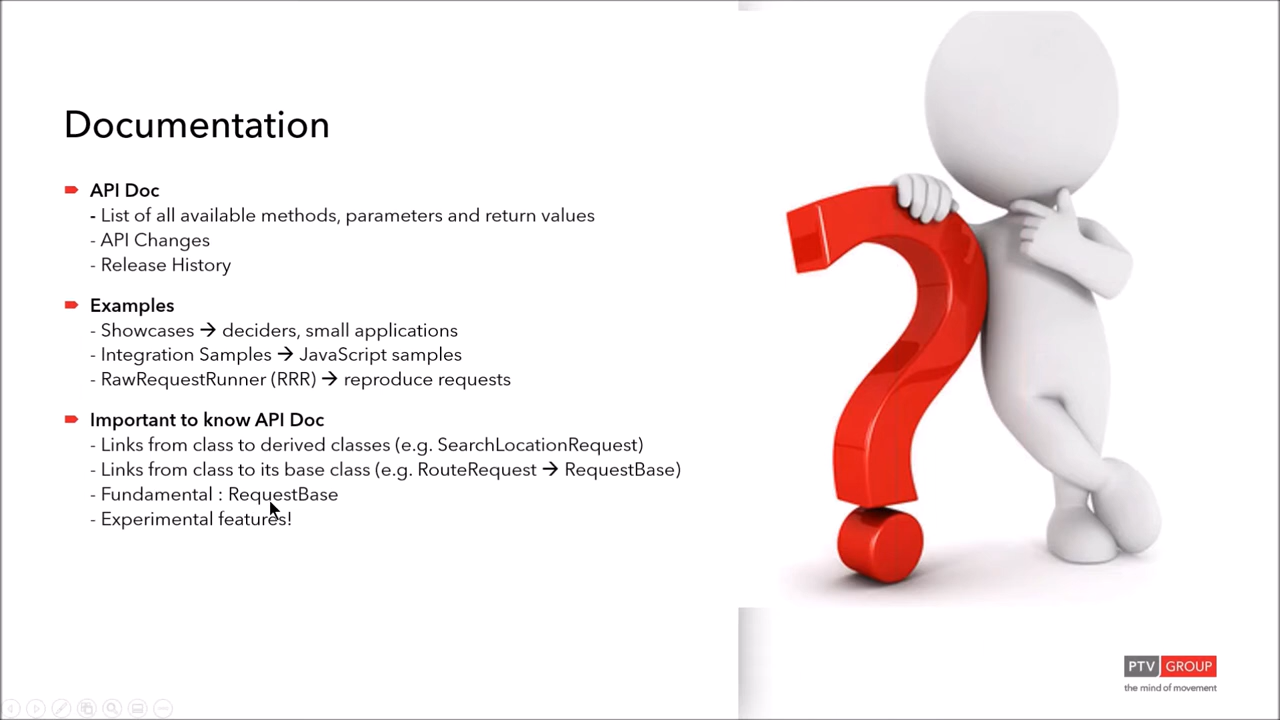 Documentation
API Doc
- List of all available methods, parameters and return values
- API Changes
- Release History
Examples
- Showcases → deciders, small applications
- Integration Samples → JavaScript samples
- RawRequestRunner (RRR) → reproduce requests
Important to know API Doc
- Links from class to derived classes (e.g. SearchLocationRequest)
- Links from class to its base class (e.g. RouteRequest → RequestBase)
- Fundamental : RequestBase
- Experimental features!
PTV GROUP
the mind of movement